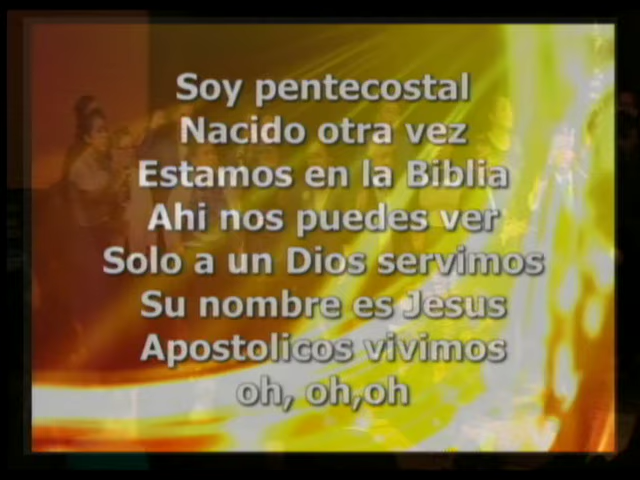 Soy pentecostal
Nacido otra vez
Estamos en la Biblia
Ahi nos puedes ver
Solo a un Dios servimos
Su nombre es Jesus
Apostolicos vivimos
oh, oh,oh